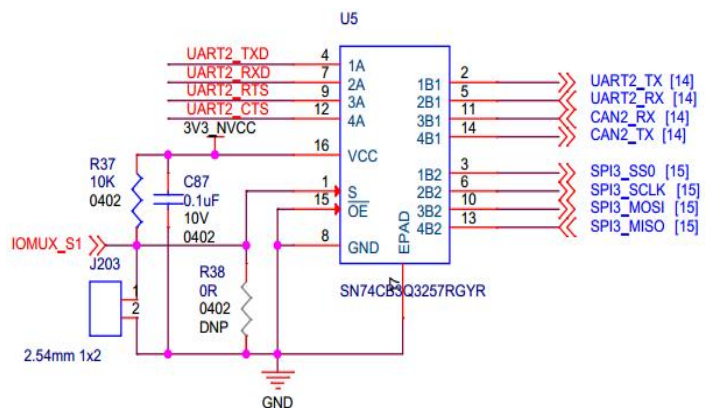 U5
UART2_TXD 4 1A
UART2_RXD 7 2A
UART2_RTS 9 3A
UART2_CTS 12 4A
3V3_NVCC
16 VCC
1 S
15 OE
8 GND
EPAD
17
1B1 2 UART2_TX [14]
2B1 5 UART2_RX [14]
3B1 11 CAN2_RX [14]
4B1 14 CAN2_TX [14]
1B2 3 SPI3_SS0 [15]
2B2 6 SPI3_SCLK [15]
3B2 10 SPI3_MOSI [15]
4B2 13 SPI3_MISO [15]
SN74CB3Q3257RGYR
R37
10K
0402
C87
0.1uF
10V
0402
IOMUX_S1
J203
1
2
2.54mm 1x2
R38
0R
0402
DNP
GND